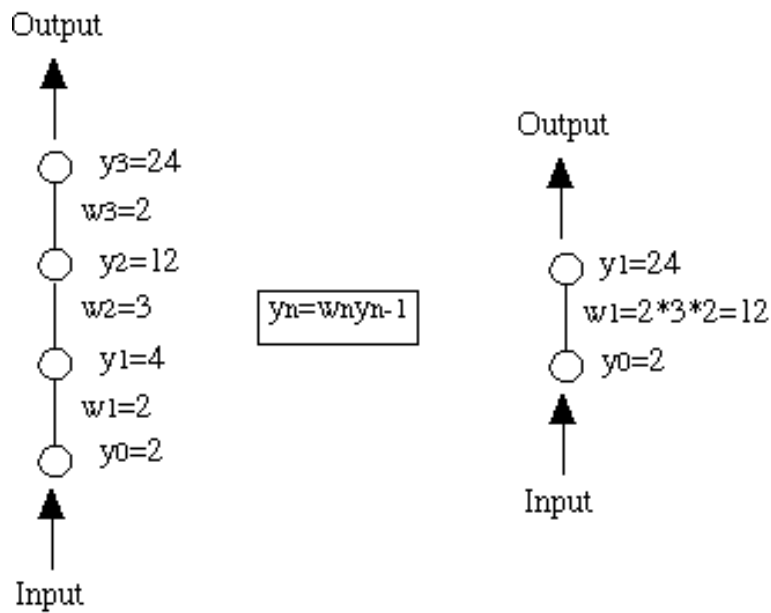 Output
y3=24
w3=2
y2=12
w2=3
y1=4
w1=2
y0=2
Input
yn=wnyn-1
Output
y1=24
w1=2*3*2=12
y0=2
Input